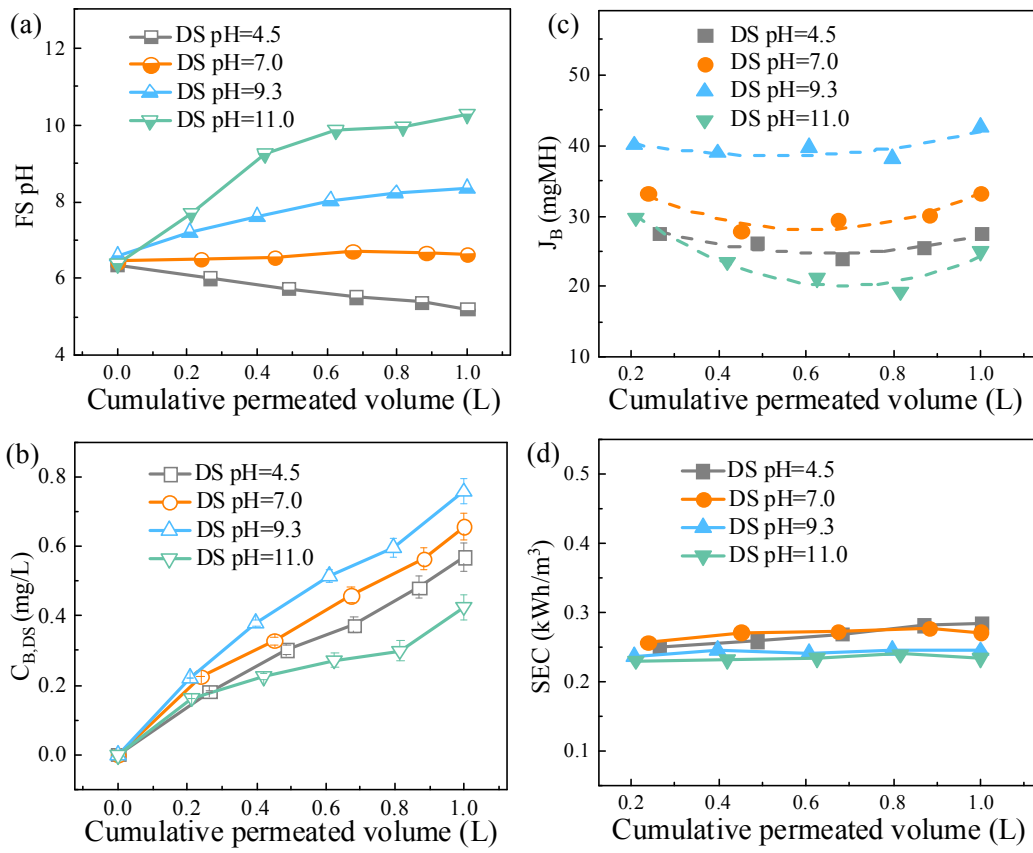 (a)
DS pH=4.5
DS pH=7.0
DS pH=9.3
DS pH=11.0
FS pH
12
10
8
6
4
0.0 0.2 0.4 0.6 0.8 1.0
Cumulative permeated volume (L)
(c)
DS pH=4.5
DS pH=7.0
DS pH=9.3
DS pH=11.0
J_B (mgMH)
50
40
30
20
10
0.2 0.4 0.6 0.8 1.0
Cumulative permeated volume (L)
(b)
DS pH=4.5
DS pH=7.0
DS pH=9.3
DS pH=11.0
C_B,DS (mg/L)
0.8
0.6
0.4
0.2
0.0
0.0 0.2 0.4 0.6 0.8 1.0
Cumulative permeated volume (L)
(d)
DS pH=4.5
DS pH=7.0
DS pH=9.3
DS pH=11.0
SEC (kWh/m³)
0.5
0.4
0.3
0.2
0.1
0.2 0.4 0.6 0.8 1.0
Cumulative permeated volume (L)